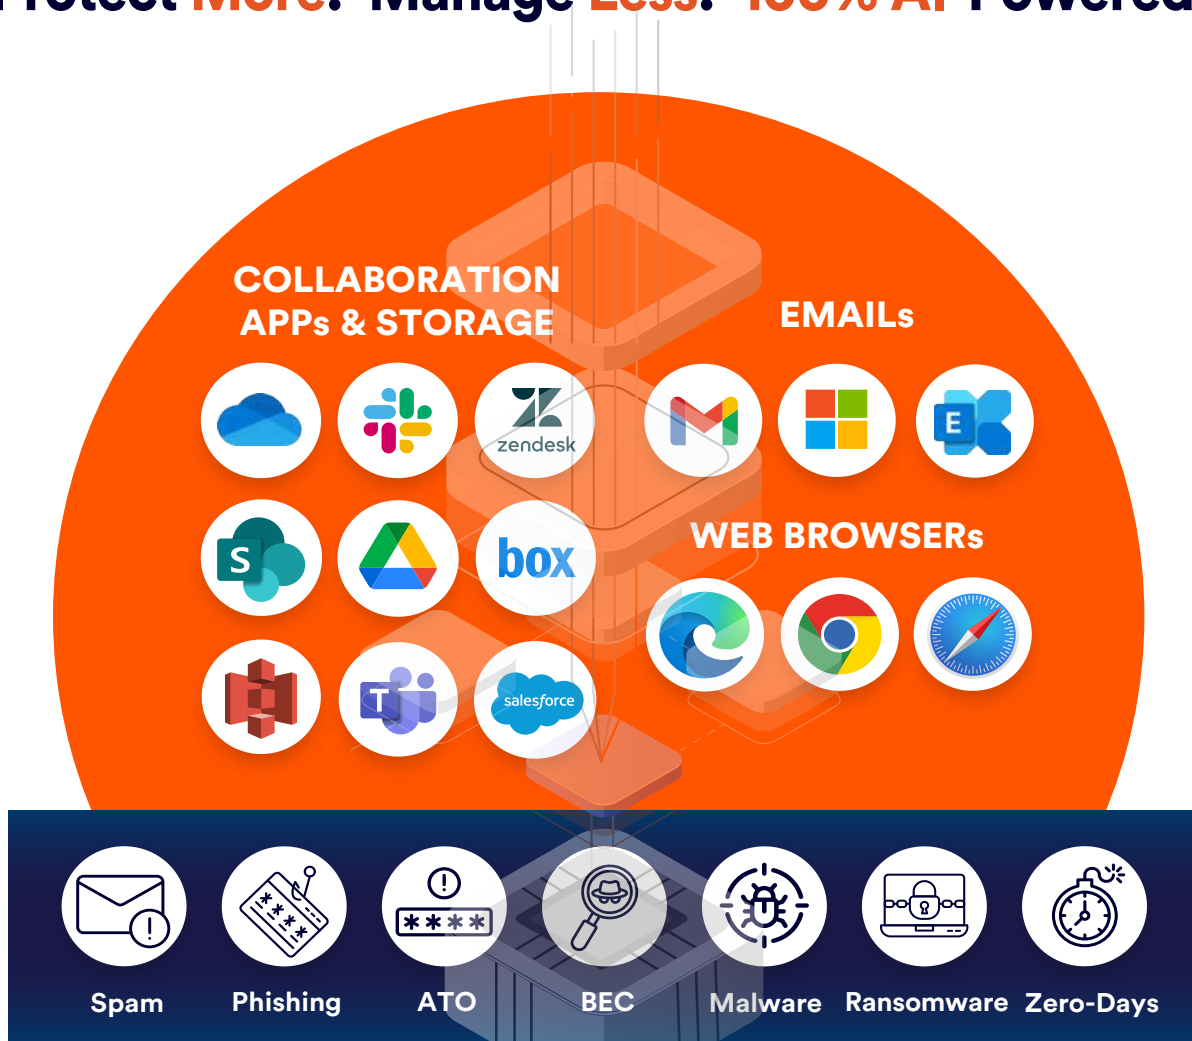 Protect More. Manage Less. 100% AI-Powered
COLLABORATION
APPs & STORAGE
EMAILs
zendesk
E
WEB BROWSERs
S
box
T
salesforce
Spam
Phishing
ATO
BEC
Malware
Ransomware
Zero-Days